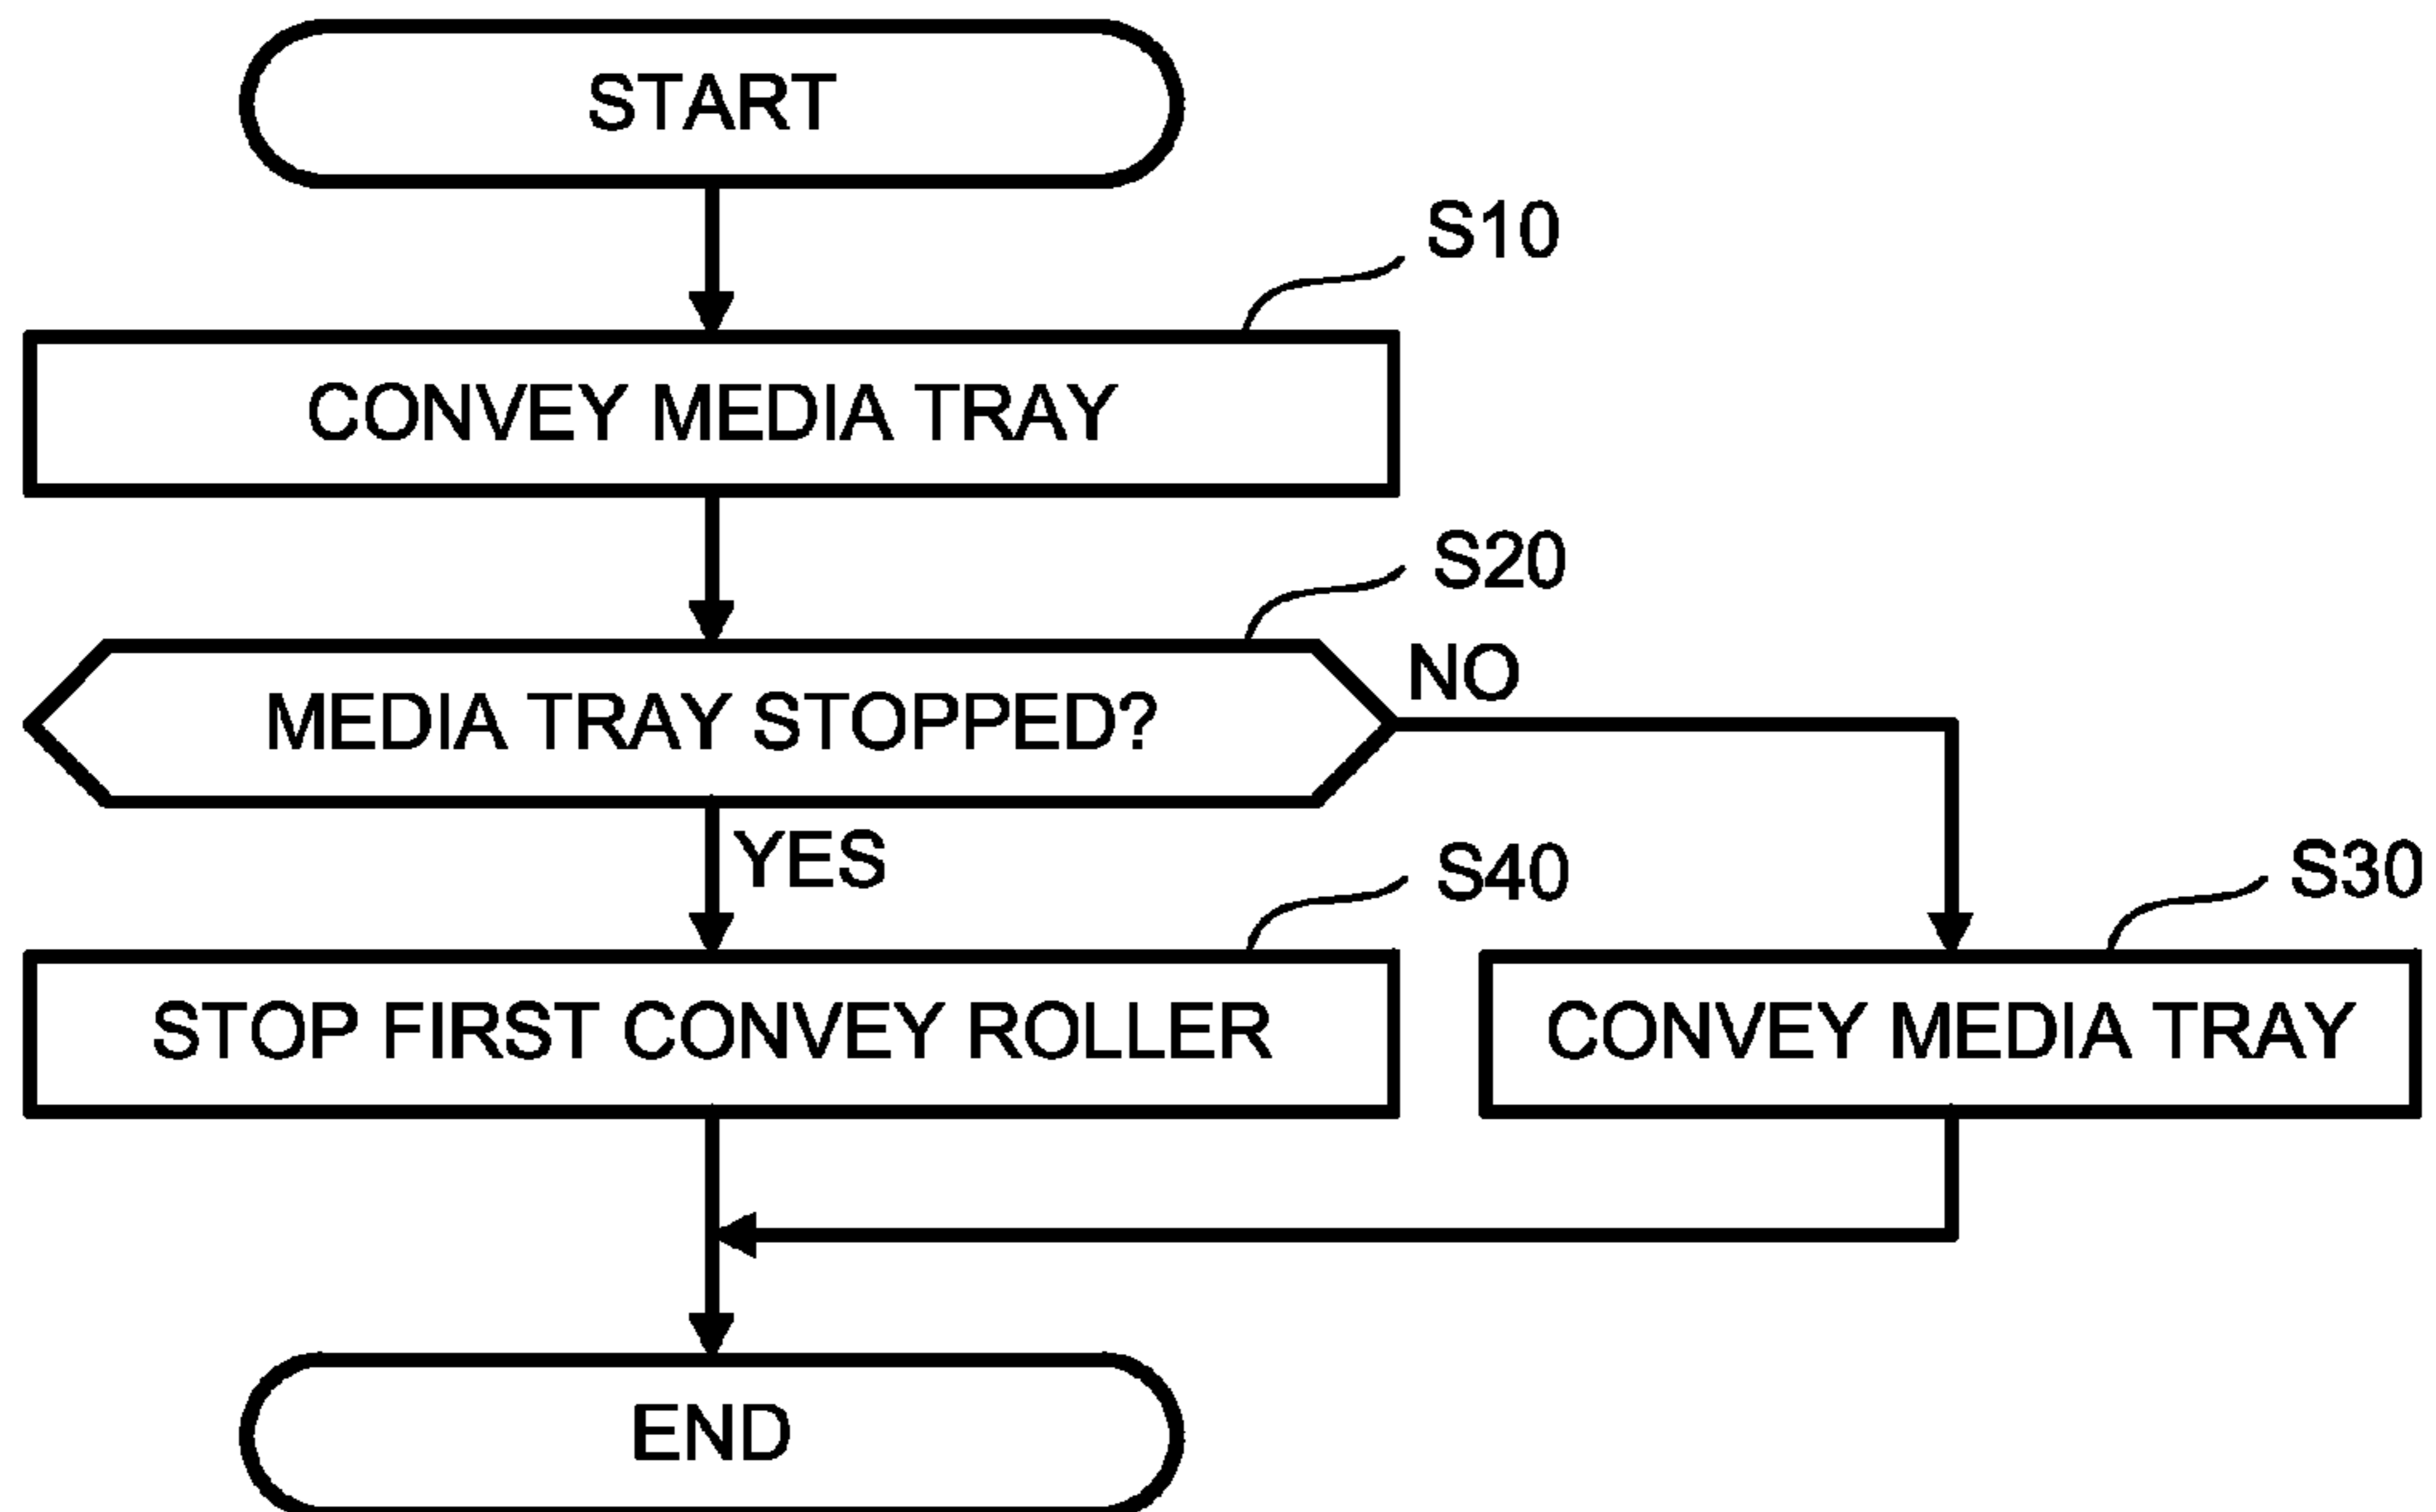 START
S10
CONVEY MEDIA TRAY
S20
MEDIA TRAY STOPPED?
NO
YES
S40
S30
STOP FIRST CONVEY ROLLER
CONVEY MEDIA TRAY
END